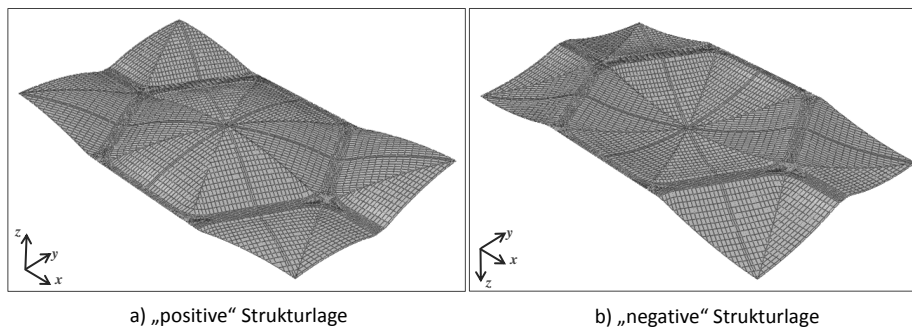 z
y
x
y
x
z
a) „positive“ Strukturlage
b) „negative“ Strukturlage